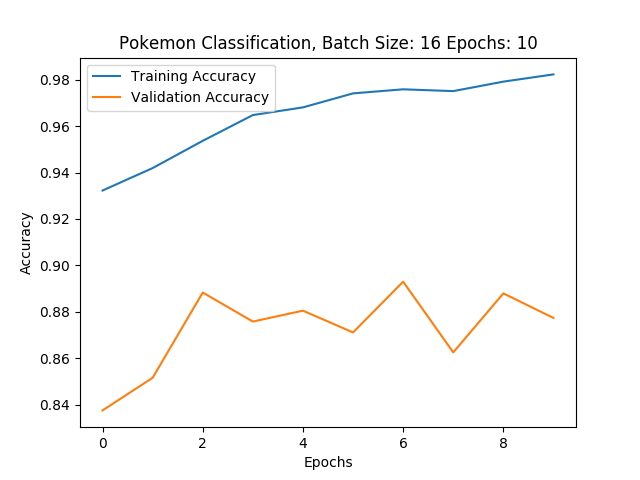 Pokemon Classification, Batch Size: 16 Epochs: 10
Training Accuracy
Validation Accuracy
0.98
0.96
0.94
0.92
0.90
0.88
0.86
0.84
Accuracy
0 2 4 6 8
Epochs